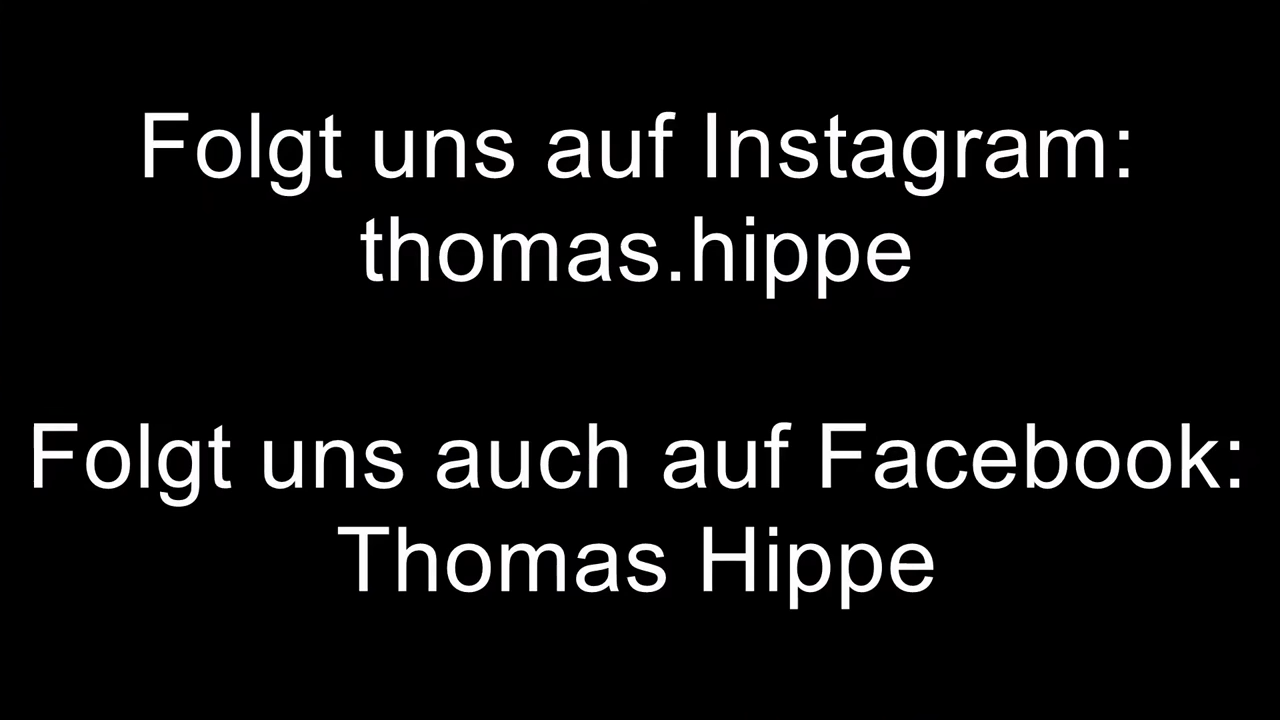 Folgt uns auf Instagram:
thomas.hippe
Folgt uns auch auf Facebook:
Thomas Hippe